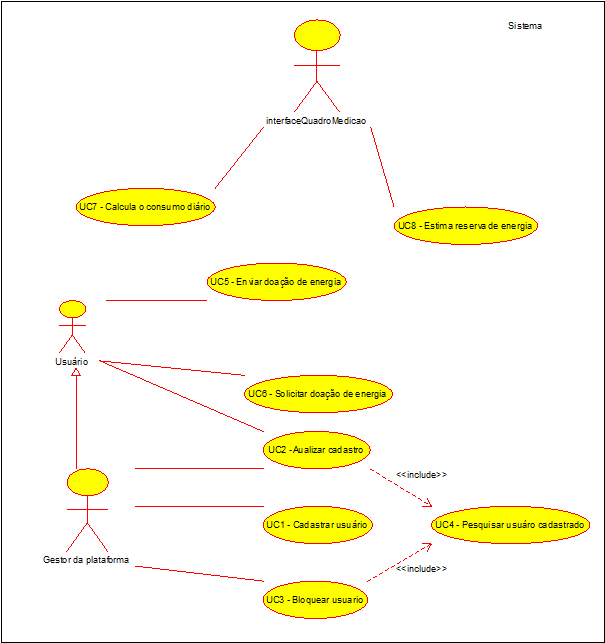 Sistema
interfaceQuadroMedicao
UC7 - Calcula o consumo diário
UC8 - Estima reserva de energia
UC5 - Enviar doação de energia
Usuário
UC6 - Solicitar doação de energia
UC2 - Aualizar cadastro
<<include>>
UC1 - Cadastrar usuário
UC4 - Pesquisar usuáro cadastrado
Gestor da plataforma
<<include>>
UC3 - Bloquear usuario